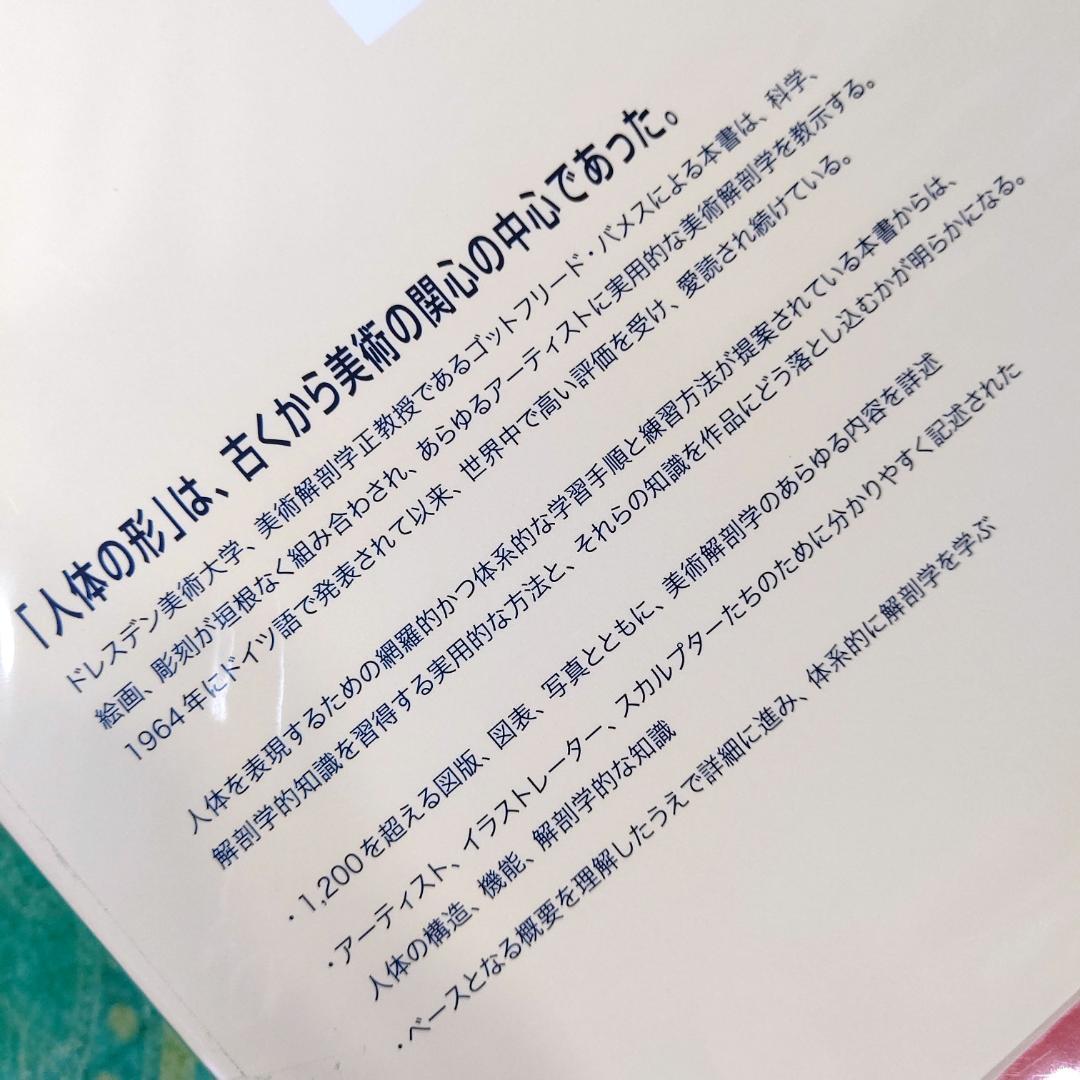 「人体の形」は、古くから美術の関心の中心であった。
ドレスデン美術大学、美術解剖学正教授であるゴットフリード・バメスによる本書は、科学、
絵画、彫刻が垣根なく組み合わされ、あらゆるアーティストに実用的な美術解剖学を教示する。
1964年にドイツ語で発表されて以来、世界中で高い評価を受け、愛読され続けている。
人体を表現するための網羅的かつ体系的な学習手順と練習方法が提案されている本書からは、
解剖学的知識を習得する実用的な方法と、それらの知識を作品にどう落とし込むかが明らかになる。
・1,200を超える図版、図表、写真とともに、美術解剖学のあらゆる内容を詳述
・アーティスト、イラストレーター、スカルプターたちのために分かりやすく記述された
人体の構造、機能、解剖学的な知識
・ベースとなる概要を理解したうえで詳細に進み、体系的に解剖学を学ぶ